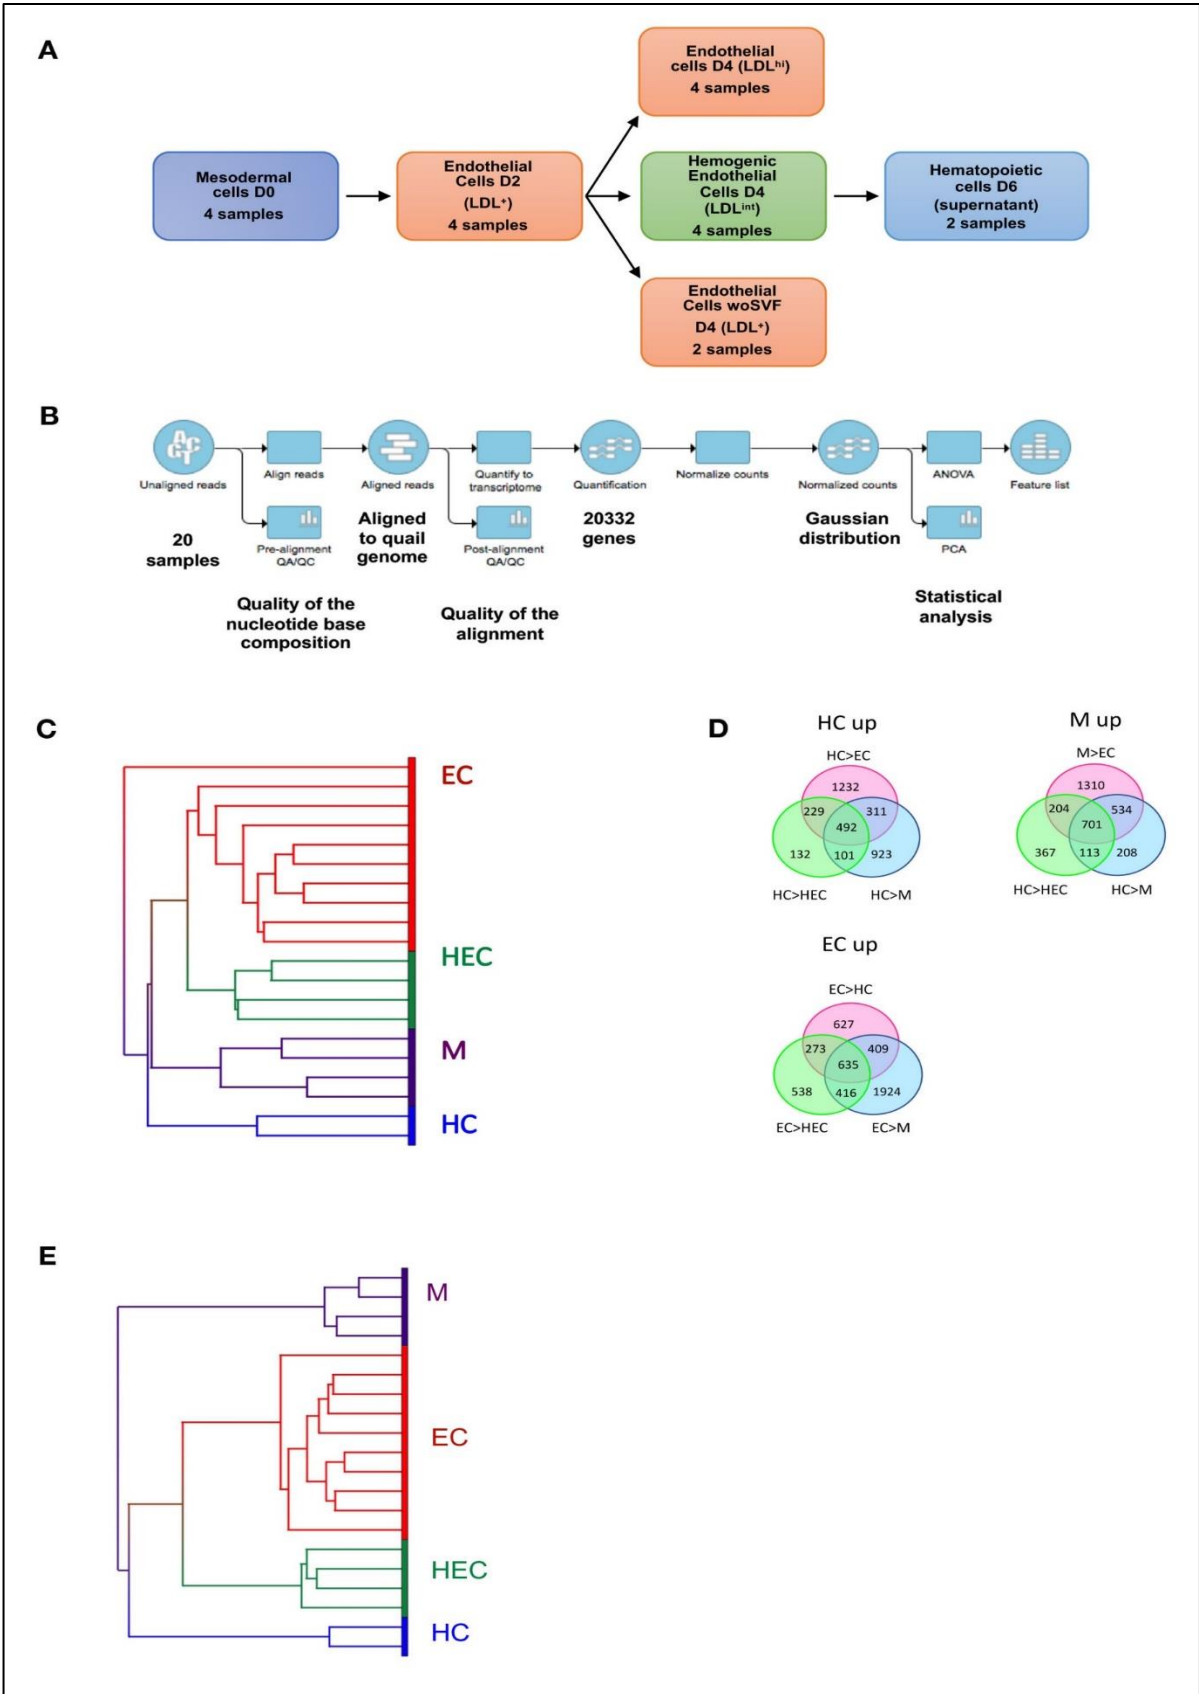 A
Mesodermal
cells D0
4 samples
Endothelial
Cells D2
(LDL⁺)
4 samples
Endothelial
cells D4 (LDLʰⁱ)
4 samples
Hemogenic
Endothelial
Cells D4
(LDLⁱⁿᵗ)
4 samples
Endothelial
Cells woSVF
D4 (LDL⁺)
2 samples
Hematopoietic
cells D6
(supernatant)
2 samples
B
ACGT
Unaligned reads
Align reads
Aligned reads
Quantify to
transcriptome
Quantification
Normalize counts
Normalized counts
ANOVA
Feature list
20
samples
Pre-alignment
QA/QC
Aligned
to quail
genome
Post-alignment
QA/QC
20332
genes
Gaussian
distribution
PCA
Quality of the
nucleotide base
composition
Quality of the
alignment
Statistical
analysis
C
EC
HEC
M
HC
D
HC up
HC>EC
1232
229
311
492
132
101
923
HC>HEC
HC>M
M up
M>EC
1310
204
534
701
367
113
208
HC>HEC
HC>M
EC up
EC>HC
627
273
409
635
538
416
1924
EC>HEC
EC>M
E
M
EC
HEC
HC